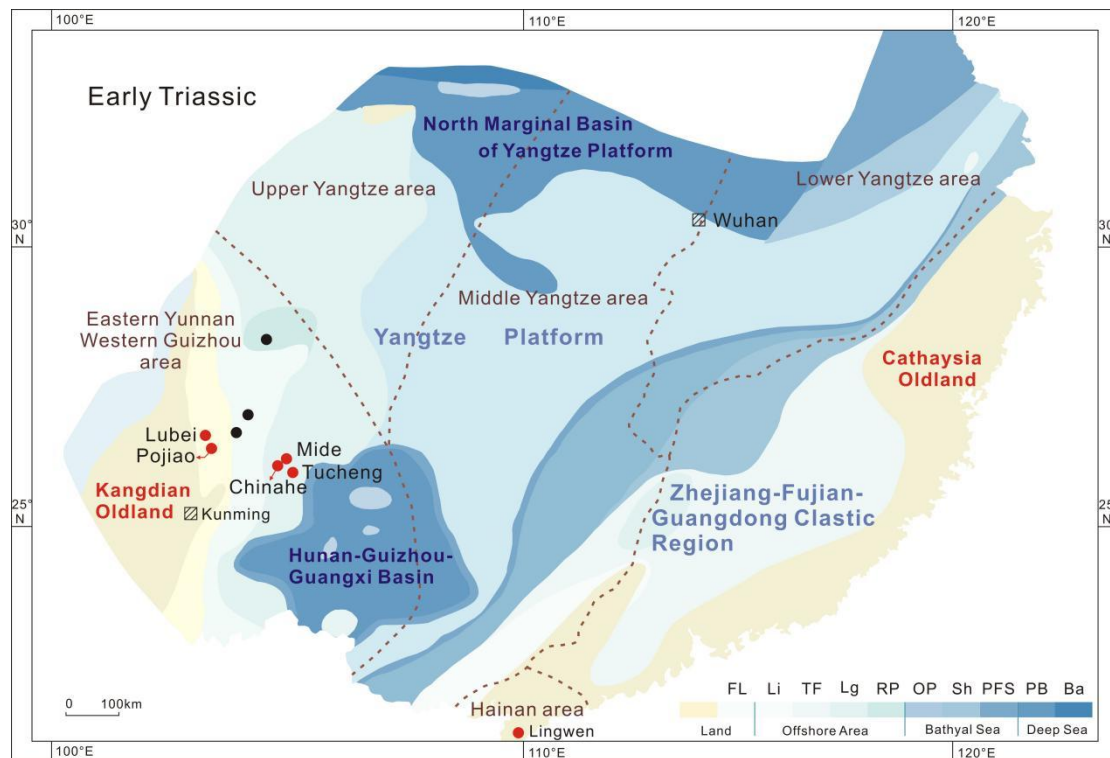 100°E
110°E
120°E
Early Triassic
North Marginal Basin
of Yangtze Platform
Upper Yangtze area
Lower Yangtze area
30°
N
Wuhan
30°
N
Middle Yangtze area
Eastern Yunnan
Western Guizhou
area
Yangtze Platform
Cathaysia
Oldland
Lubei
Pojiao
Mide
Tucheng
Chinahe
Kangdian
Oldland
Kunming
25°
N
Zhejiang-Fujian-
Guangdong Clastic
Region
25°
N
Hunan-Guizhou-
Guangxi Basin
FL Li TF Lg RP OP Sh PFS PB Ba
Land Offshore Area Bathyal Sea Deep Sea
0 100km
Hainan area
Lingwen
100°E
110°E
120°E